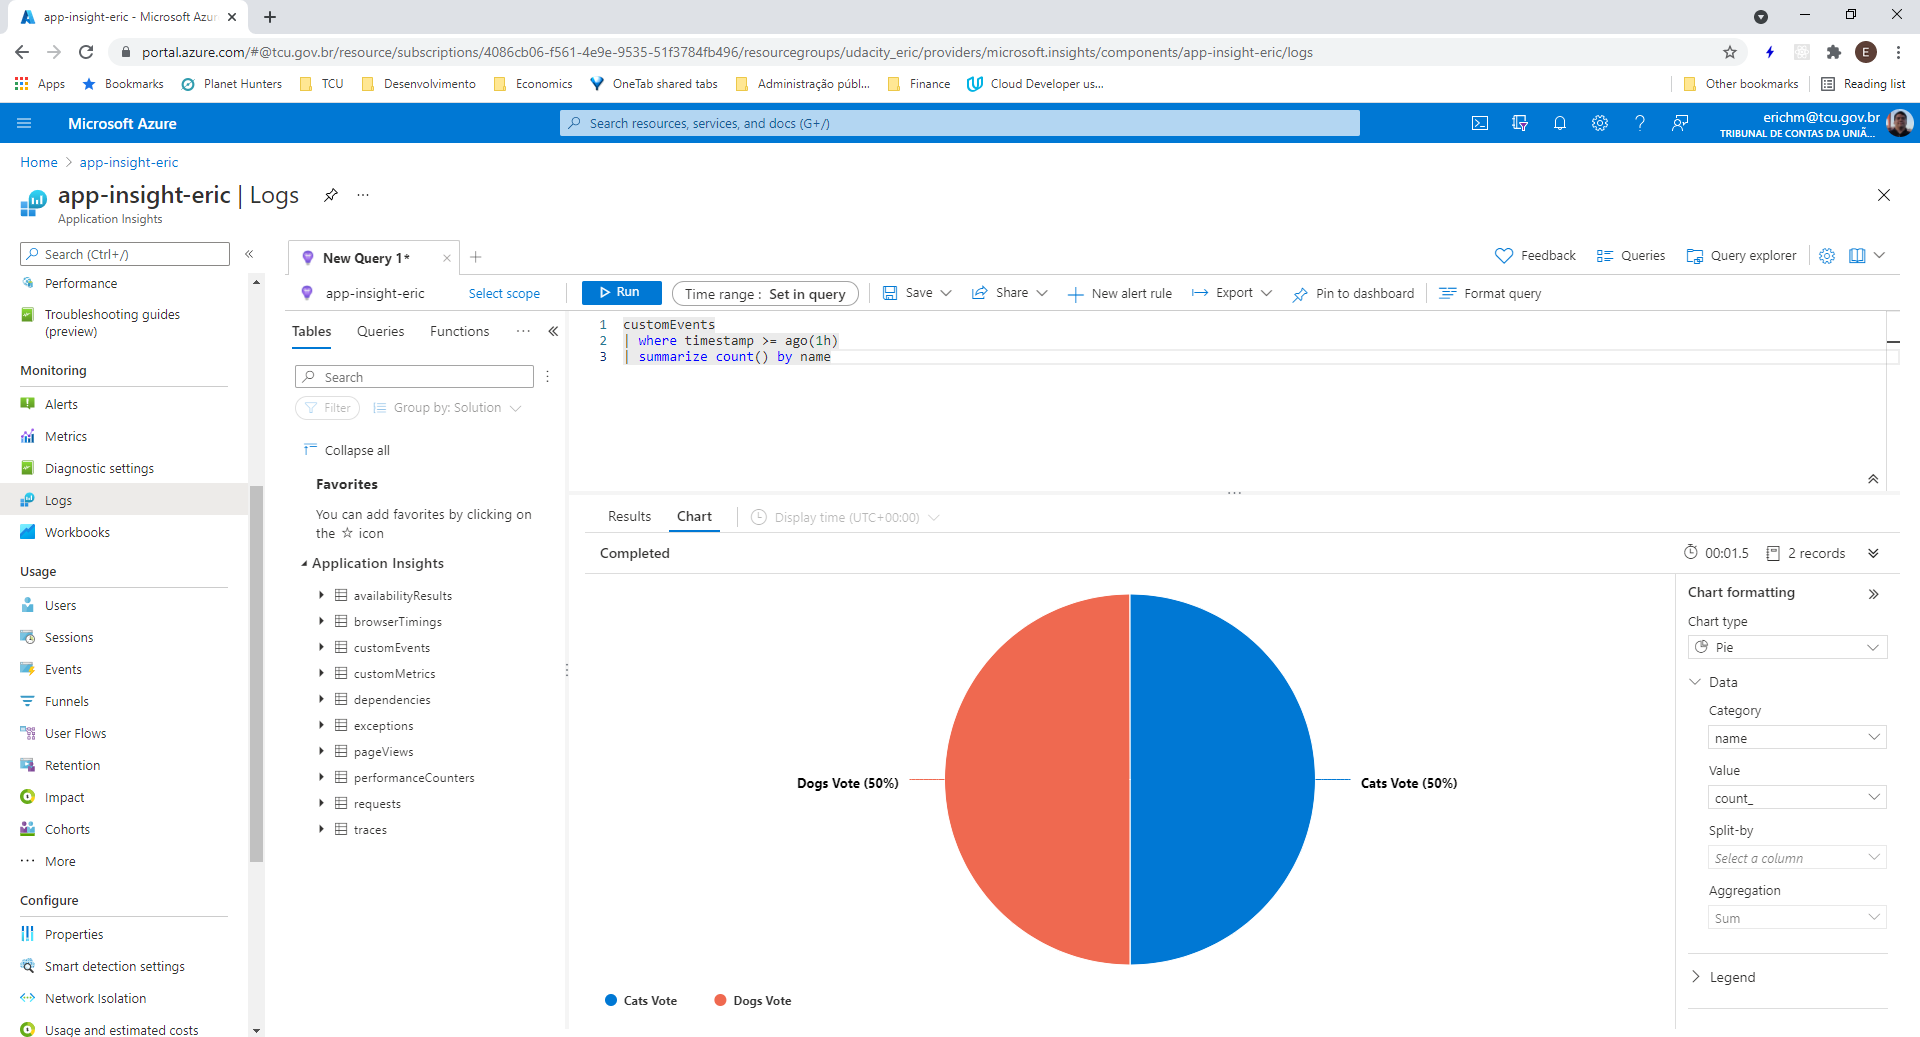 app-insight-eric - Microsoft Azur
portal.azure.com/#@tcu.gov.br/resource/subscriptions/4086cb06-f561-4e9e-9535-51f3784fb496/resourcegroups/udacity_eric/providers/microsoft.insights/components/app-insight-eric/logs
E
Apps
Bookmarks
Planet Hunters
TCU
Desenvolvimento
Economics
OneTab shared tabs
Administração públ...
Finance
Cloud Developer us...
Other bookmarks
Reading list
Microsoft Azure
Search resources, services, and docs (G+/)
erichm@tcu.gov.br
TRIBUNAL DE CONTAS DA UNIÃ...
Home > app-insight-eric
app-insight-eric | Logs
Application Insights
Search (Ctrl+/)
Performance
Troubleshooting guides
(preview)
Monitoring
Alerts
Metrics
Diagnostic settings
Logs
Workbooks
Usage
Users
Sessions
Events
Funnels
User Flows
Retention
Impact
Cohorts
More
Configure
Properties
Smart detection settings
Network Isolation
Usage and estimated costs
New Query 1*
Feedback
Queries
Query explorer
app-insight-eric
Select scope
Run
Time range : Set in query
Save
Share
New alert rule
Export
Pin to dashboard
Format query
Tables
Queries
Functions
Search
Filter
Group by: Solution
Collapse all
Favorites
You can add favorites by clicking on
the ☆ icon
Application Insights
availabilityResults
browserTimings
customEvents
customMetrics
dependencies
exceptions
pageViews
performanceCounters
requests
traces
1 customEvents
2 | where timestamp >= ago(1h)
3 | summarize count() by name
Results
Chart
Display time (UTC+00:00)
Completed
00:01.5
2 records
Dogs Vote (50%)
Cats Vote (50%)
Cats Vote
Dogs Vote
Chart formatting
Chart type
Pie
Data
Category
name
Value
count_
Split-by
Select a column
Aggregation
Sum
Legend